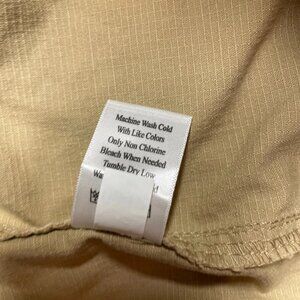 Machine Wash Cold
With Like Colors
Only Non Chlorine
Bleach When Needed
Tumble Dry Low